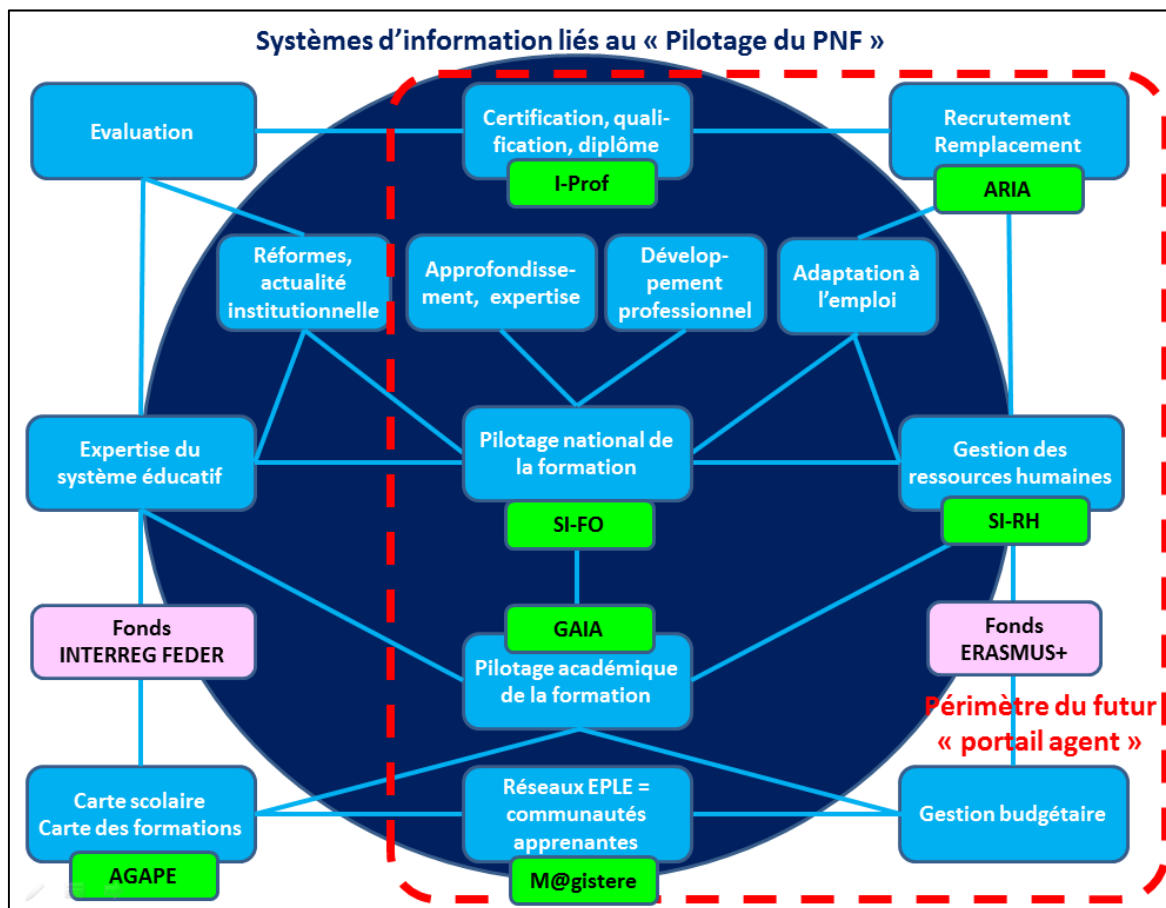 Systèmes d’information liés au « Pilotage du PNF »
Evaluation
Certification, quali-
fication, diplôme
I-Prof
Recrutement
Remplacement
ARIA
Réformes,
actualité
institutionnelle
Approfondisse-
ment, expertise
Dévelop-
pement
professionnel
Adaptation à
l’emploi
Expertise du
système éducatif
Pilotage national de
la formation
SI-FO
Gestion des
ressources humaines
SI-RH
Fonds
INTERREG FEDER
GAIA
Pilotage académique
de la formation
Fonds
ERASMUS+
Périmètre du futur
« portail agent »
Carte scolaire
Carte des formations
AGAPE
Réseaux EPLE =
communautés
apprenantes
M@gistere
Gestion budgétaire